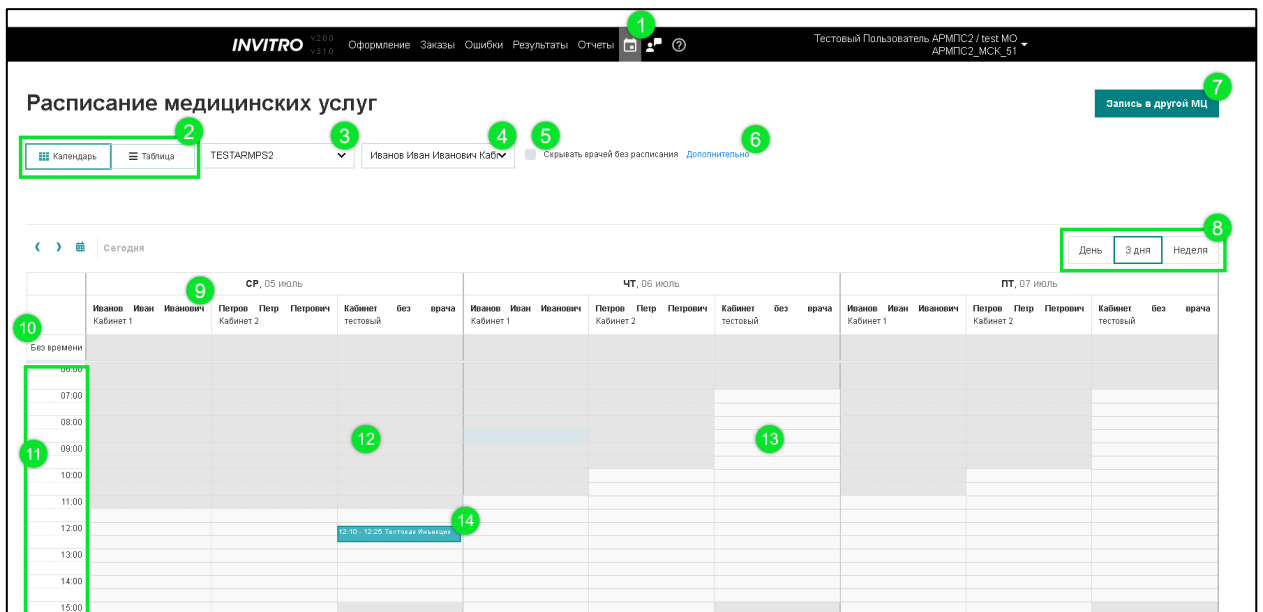 1
INVITRO v.2.0.0 v.3.1.0 Оформление Заказы Ошибки Результаты Отчеты
Тестовый Пользователь АРМПС2 / test МО
АРМПС2_МСК_51
Расписание медицинских услуг
7
Запись в другой МЦ
2 3 4 5 6
Календарь Таблица TESTARMPS2 Иванов Иван Иванович Каби Скрывать врачей без расписания Дополнительно
8
Сегодня
День 3 дня Неделя
СР, 05 июль ЧТ, 06 июль ПТ, 07 июль
9
Иванов Иван Иванович Петров Петр Петрович Кабинет без врача Иванов Иван Иванович Петров Петр Петрович Кабинет без врача Иванов Иван Иванович Петров Петр Петрович Кабинет без врача
Кабинет 1 Кабинет 2 тестовый Кабинет 1 Кабинет 2 тестовый Кабинет 1 Кабинет 2 тестовый
10
Без времени
06:00
07:00
08:00
12 13
11 09:00
10:00
11:00
14
12:00
12:10 - 12:25 Тестовая Инъекция
13:00
14:00
15:00